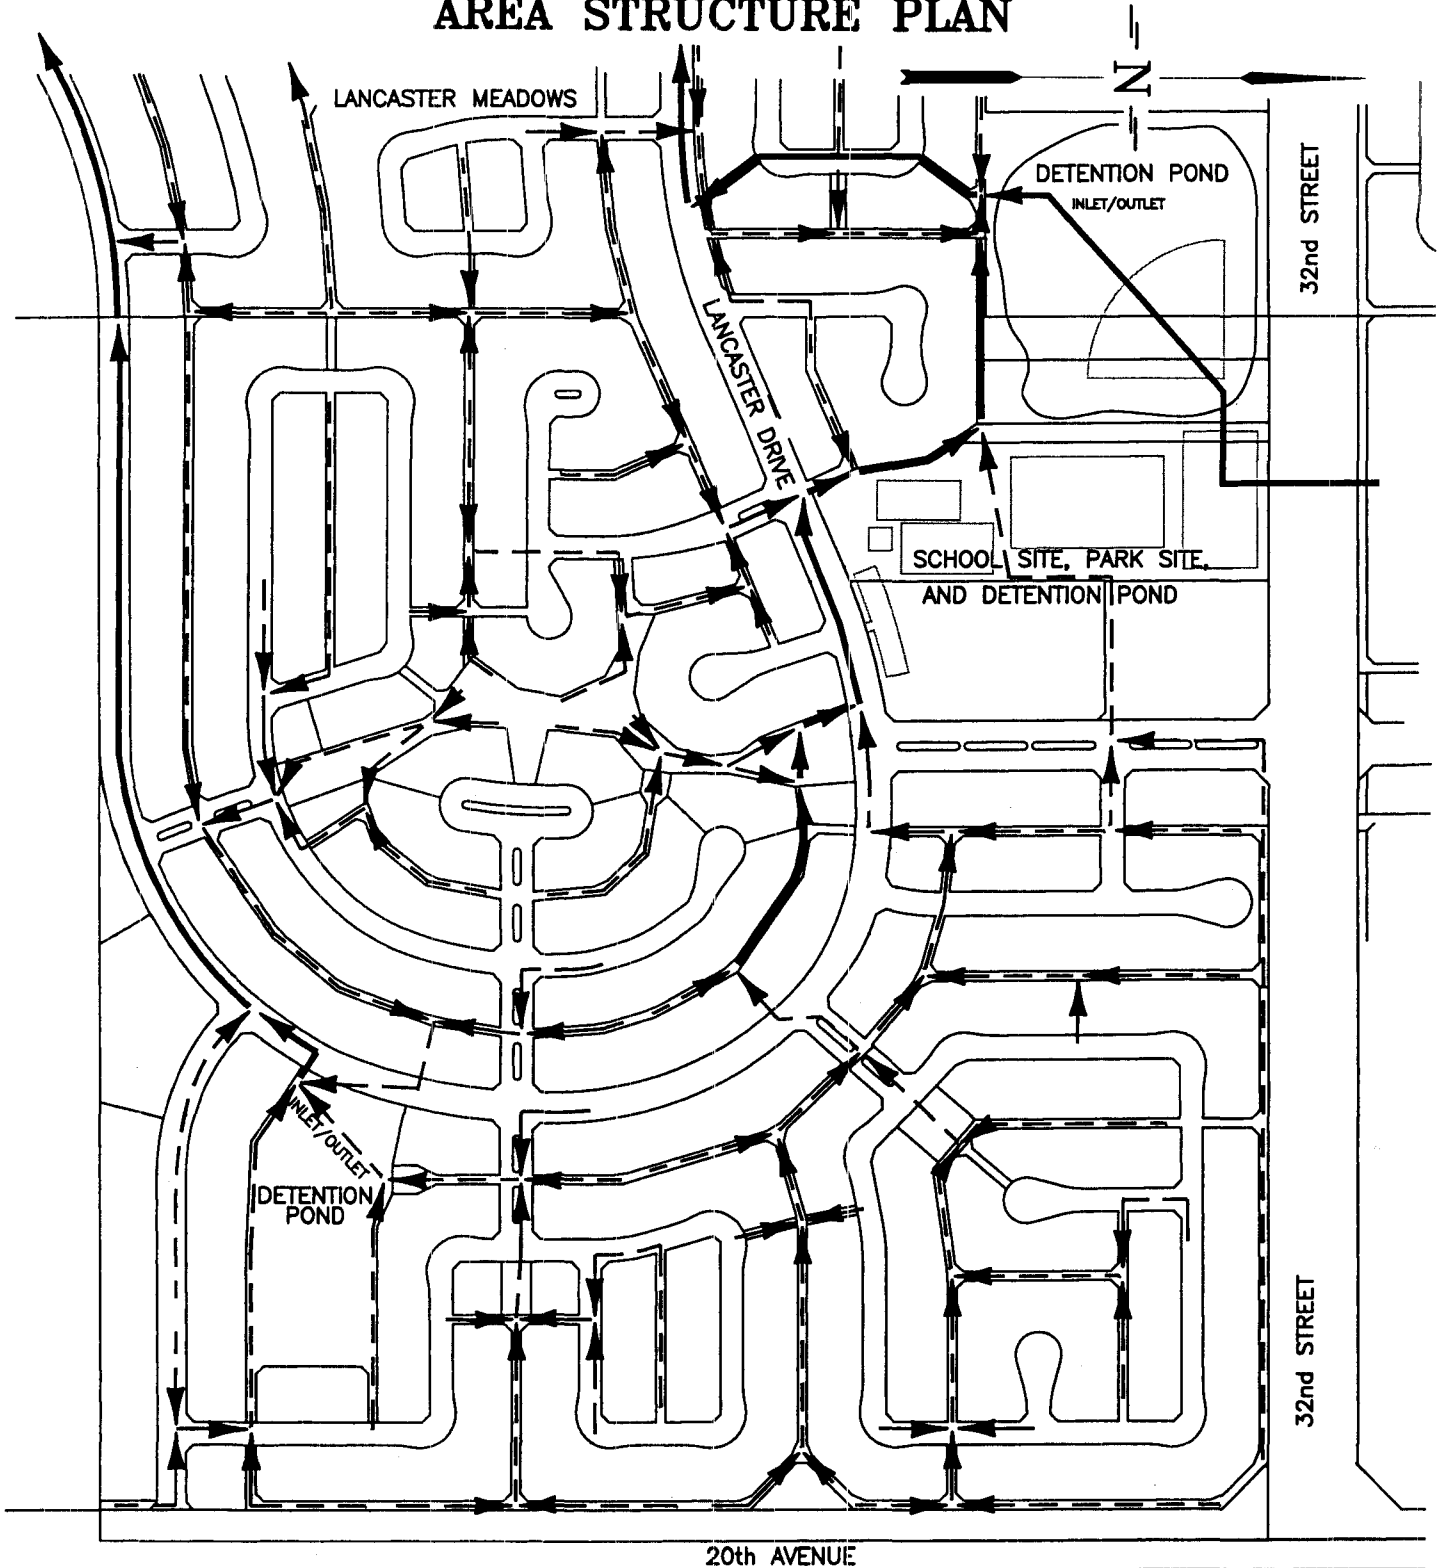 AREA STRUCTURE PLAN
N
LANCASTER MEADOWS
DETENTION POND
INLET/OUTLET
32nd STREET
LANCASTER DRIVE
SCHOOL SITE, PARK SITE,
AND DETENTION POND
INLET/OUTLET
DETENTION
POND
32nd STREET
20th AVENUE